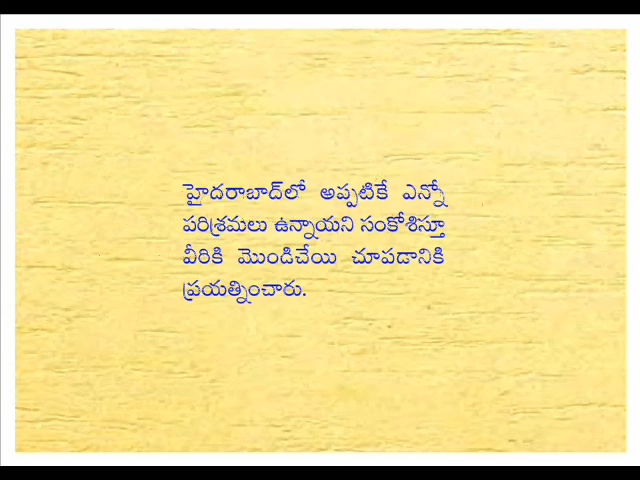 హైదరాబాద్‌లో అప్పటికే ఎన్నో
పరిశ్రమలు ఉన్నాయని సంకోశిస్తూ
వీరికి మొండిచేయి చూపడానికి
ప్రయత్నించారు.